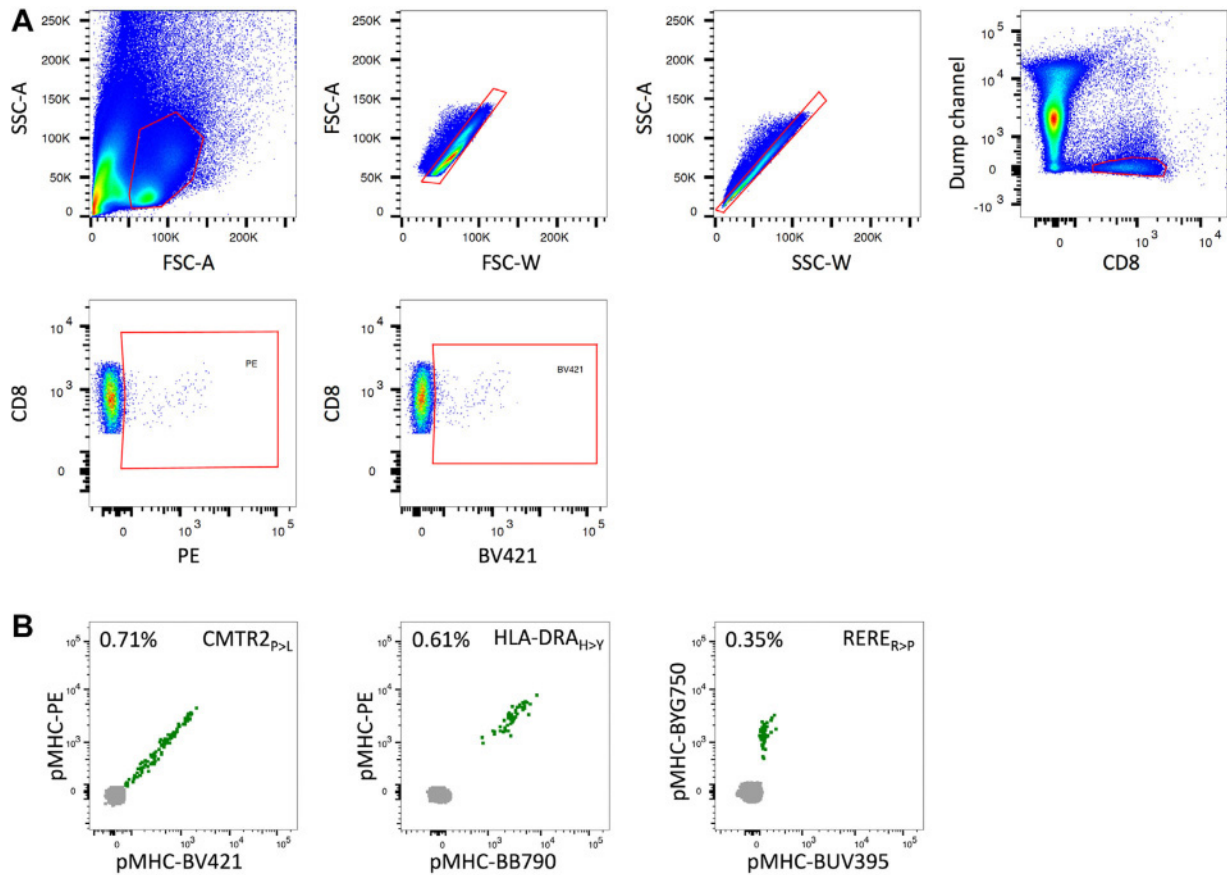 A
250K
200K
150K
100K
50K
0
SSC-A
0
100K
200K
FSC-A
250K
200K
150K
100K
50K
0
FSC-A
0
100K
200K
FSC-W
250K
200K
150K
100K
50K
0
SSC-A
0
100K
200K
SSC-W
10^5
10^4
10^3
0
-10^3
Dump channel
0
10^3
10^4
CD8
10^4
10^3
0
CD8
PE
0
10^3
10^5
PE
10^4
10^3
0
CD8
BV421
0
10^3
10^5
BV421
B
0.71%
CMTR2P>L
10^5
10^4
10^3
0
pMHC-PE
0
10^3
10^4
10^5
pMHC-BV421
0.61%
HLA-DRAH>Y
10^5
10^4
10^3
0
pMHC-PE
0
10^3
10^4
10^5
pMHC-BB790
0.35%
RERER>P
10^5
10^4
10^3
0
pMHC-BYG750
0
10^3
10^4
10^5
pMHC-BUV395